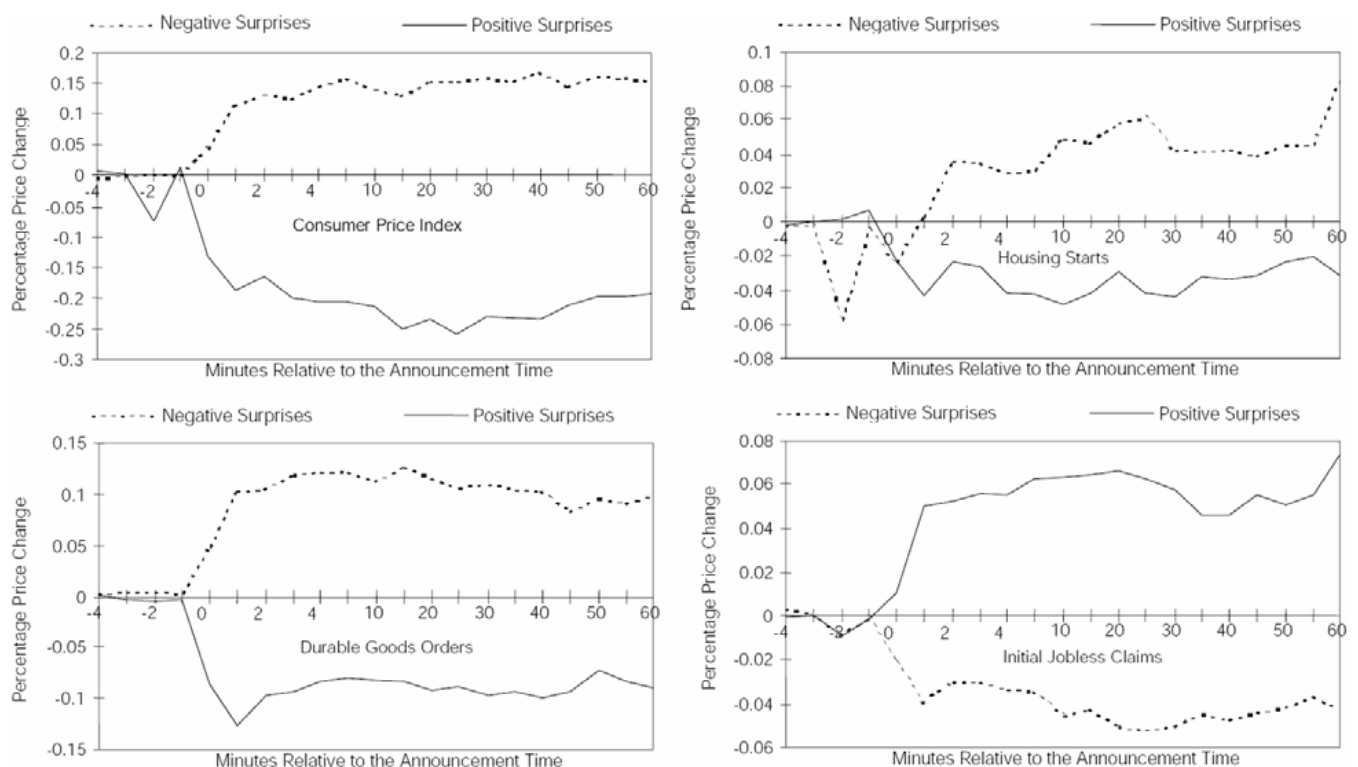 Negative Surprises Positive Surprises
0.2
0.15
0.1
0.05
0
-0.05
-0.1
-0.15
-0.2
-0.25
-0.3
Percentage Price Change
-4 -2 0 2 4 10 20 30 40 50 60
Consumer Price Index
Minutes Relative to the Announcement Time
Negative Surprises Positive Surprises
0.1
0.08
0.06
0.04
0.02
0
-0.02
-0.04
-0.06
-0.08
Percentage Price Change
-4 -2 0 2 4 10 20 30 40 50 60
Housing Starts
Minutes Relative to the Announcement Time
Negative Surprises Positive Surprises
0.15
0.1
0.05
0
-0.05
-0.1
-0.15
Percentage Price Change
-4 -2 0 2 4 10 20 30 40 50 60
Durable Goods Orders
Minutes Relative to the Announcement Time
Negative Surprises Positive Surprises
0.08
0.06
0.04
0.02
0
-0.02
-0.04
-0.06
Percentage Price Change
-4 -2 0 2 4 10 20 30 40 50 60
Initial Jobless Claims
Minutes Relative to the Announcement Time